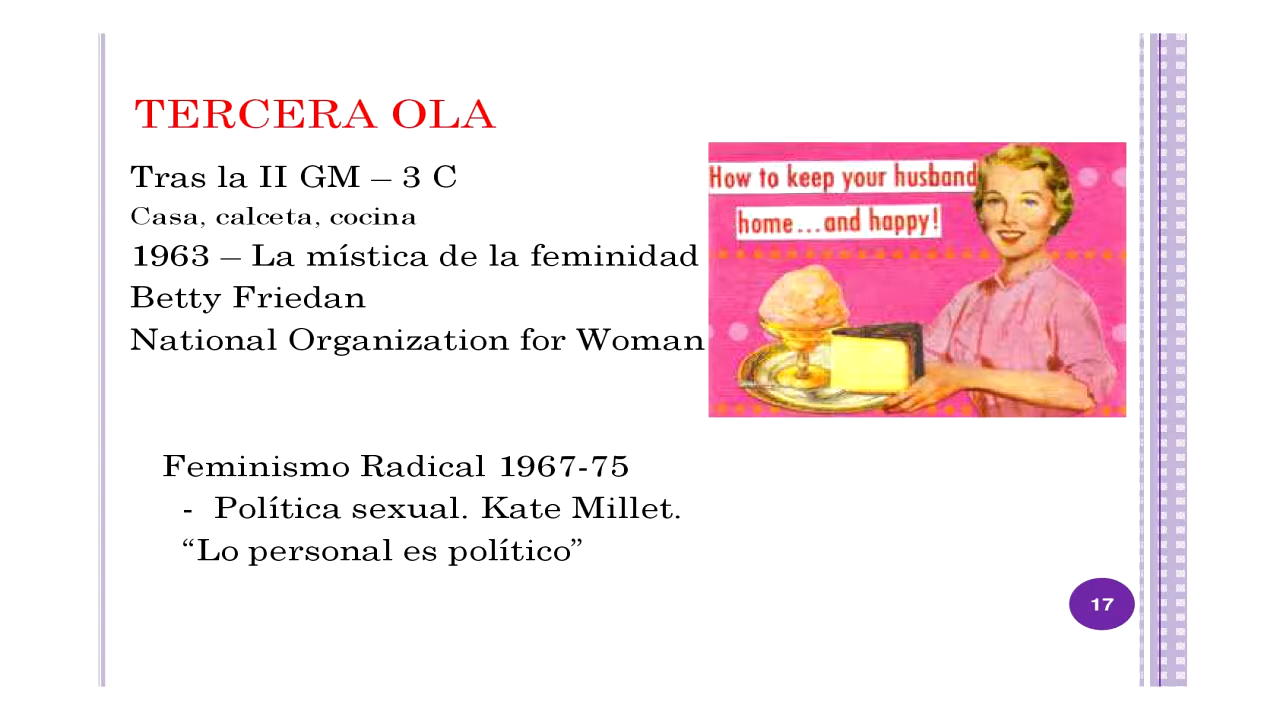 TERCERA OLA
Tras la II GM – 3 C
Casa, calceta, cocina
1963 – La mística de la feminidad
Betty Friedan
National Organization for Woman
How to keep your husband
home...and happy!
Feminismo Radical 1967-75
- Política sexual. Kate Millet.
“Lo personal es político”
17